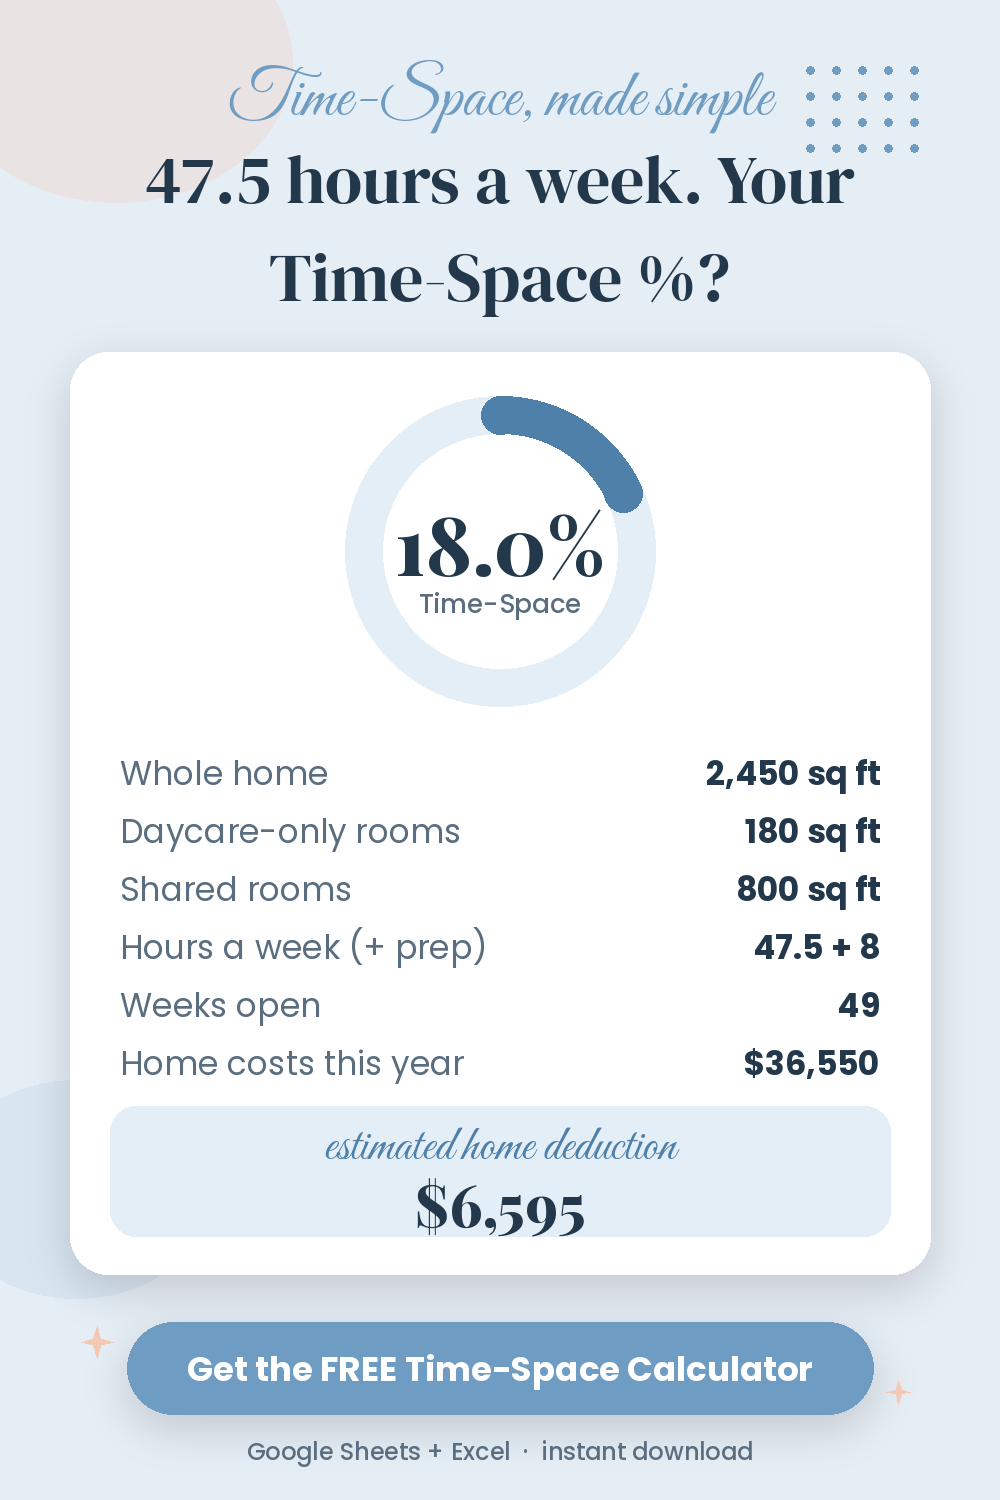 Time-Space, made simple
47.5 hours a week. Your
Time-Space %?
18.0%
Time-Space
Whole home 2,450 sq ft
Daycare-only rooms 180 sq ft
Shared rooms 800 sq ft
Hours a week (+ prep) 47.5 + 8
Weeks open 49
Home costs this year $36,550
estimated home deduction
$6,595
Get the FREE Time-Space Calculator
Google Sheets + Excel · instant download